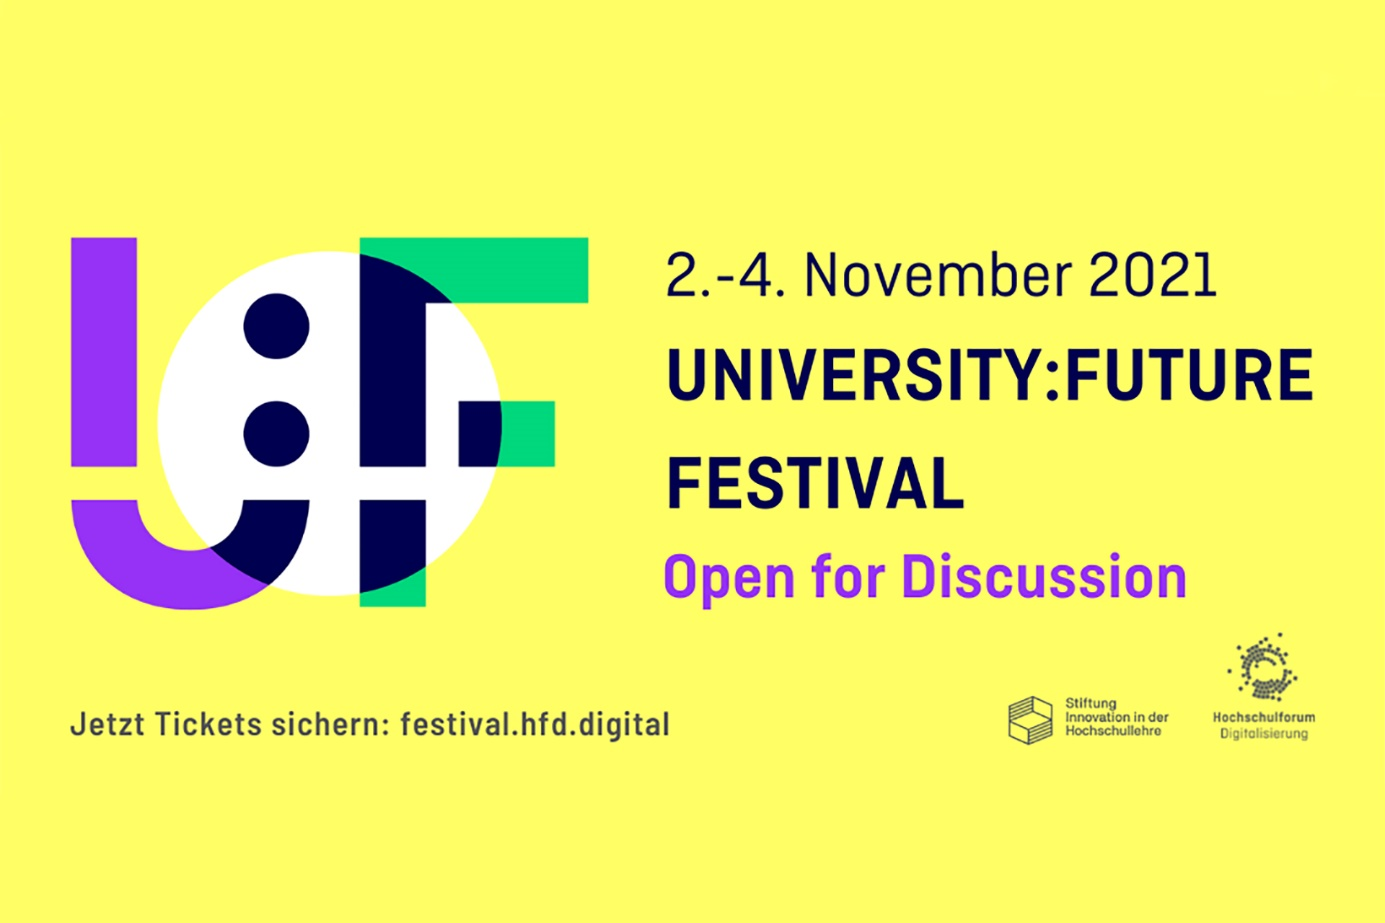 U:F
2.-4. November 2021
UNIVERSITY:FUTURE
FESTIVAL
Open for Discussion
Jetzt Tickets sichern: festival.hfd.digital
Stiftung
Innovation in der
Hochschullehre
Hochschulforum
Digitalisierung